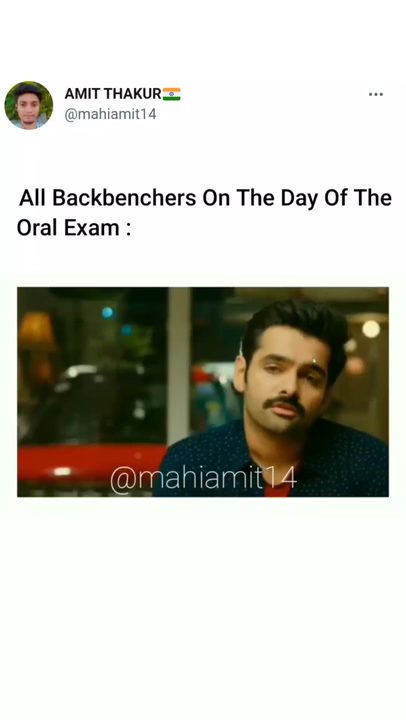 AMIT THAKUR🇮🇳
@mahiamit14
All Backbenchers On The Day Of The
Oral Exam :
@mahiamit14